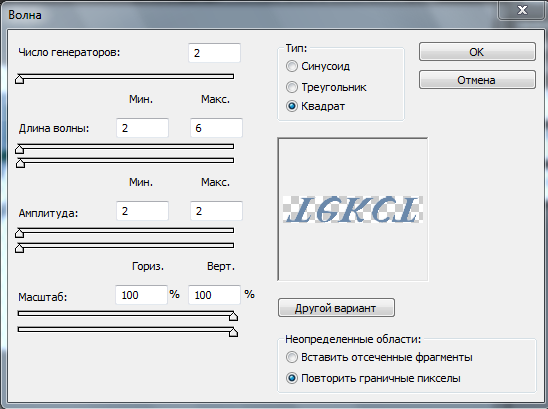 Волна
Число генераторов: 2
Мин. Макс.
Длина волны: 2 6
Мин. Макс.
Амплитуда: 2 2
Гориз. Верт.
Масштаб: 100 % 100 %
Тип:
Синусоид
Треугольник
Квадрат
OK
Отмена
Другой вариант
Неопределенные области:
Вставить отсеченные фрагменты
Повторить граничные пикселы